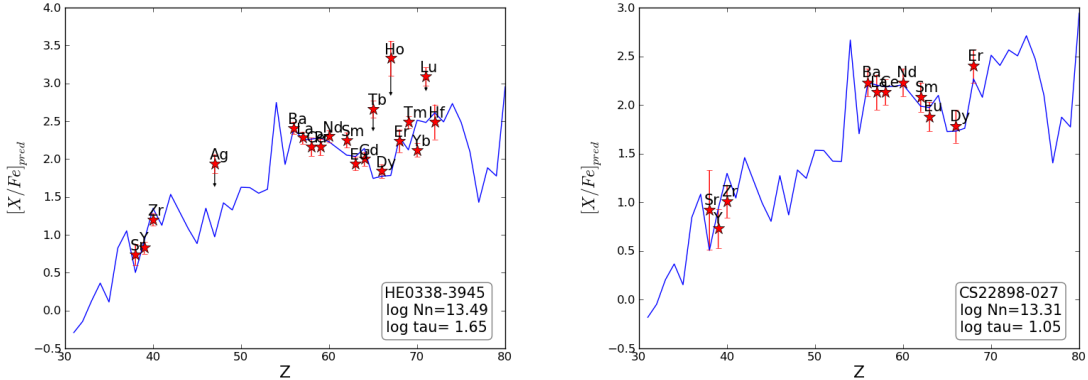 4.0
3.5
3.0
2.5
2.0
1.5
1.0
0.5
0.0
−0.5
[X/Fe]pred
30 40 50 60 70 80
Z
Sr
Y
Zr
Ag
Ba
La
Ce
Nd
Sm
Eu
Gd
Tb
Dy
Ho
Er
Tm
Yb
Lu
Hf
HE0338-3945
log Nn=13.49
log tau= 1.65
3.0
2.5
2.0
1.5
1.0
0.5
0.0
−0.5
[X/Fe]pred
30 40 50 60 70 80
Z
Sr
Y
Zr
Ba
La
Ce
Nd
Sm
Eu
Dy
Er
CS22898-027
log Nn=13.31
log tau= 1.05